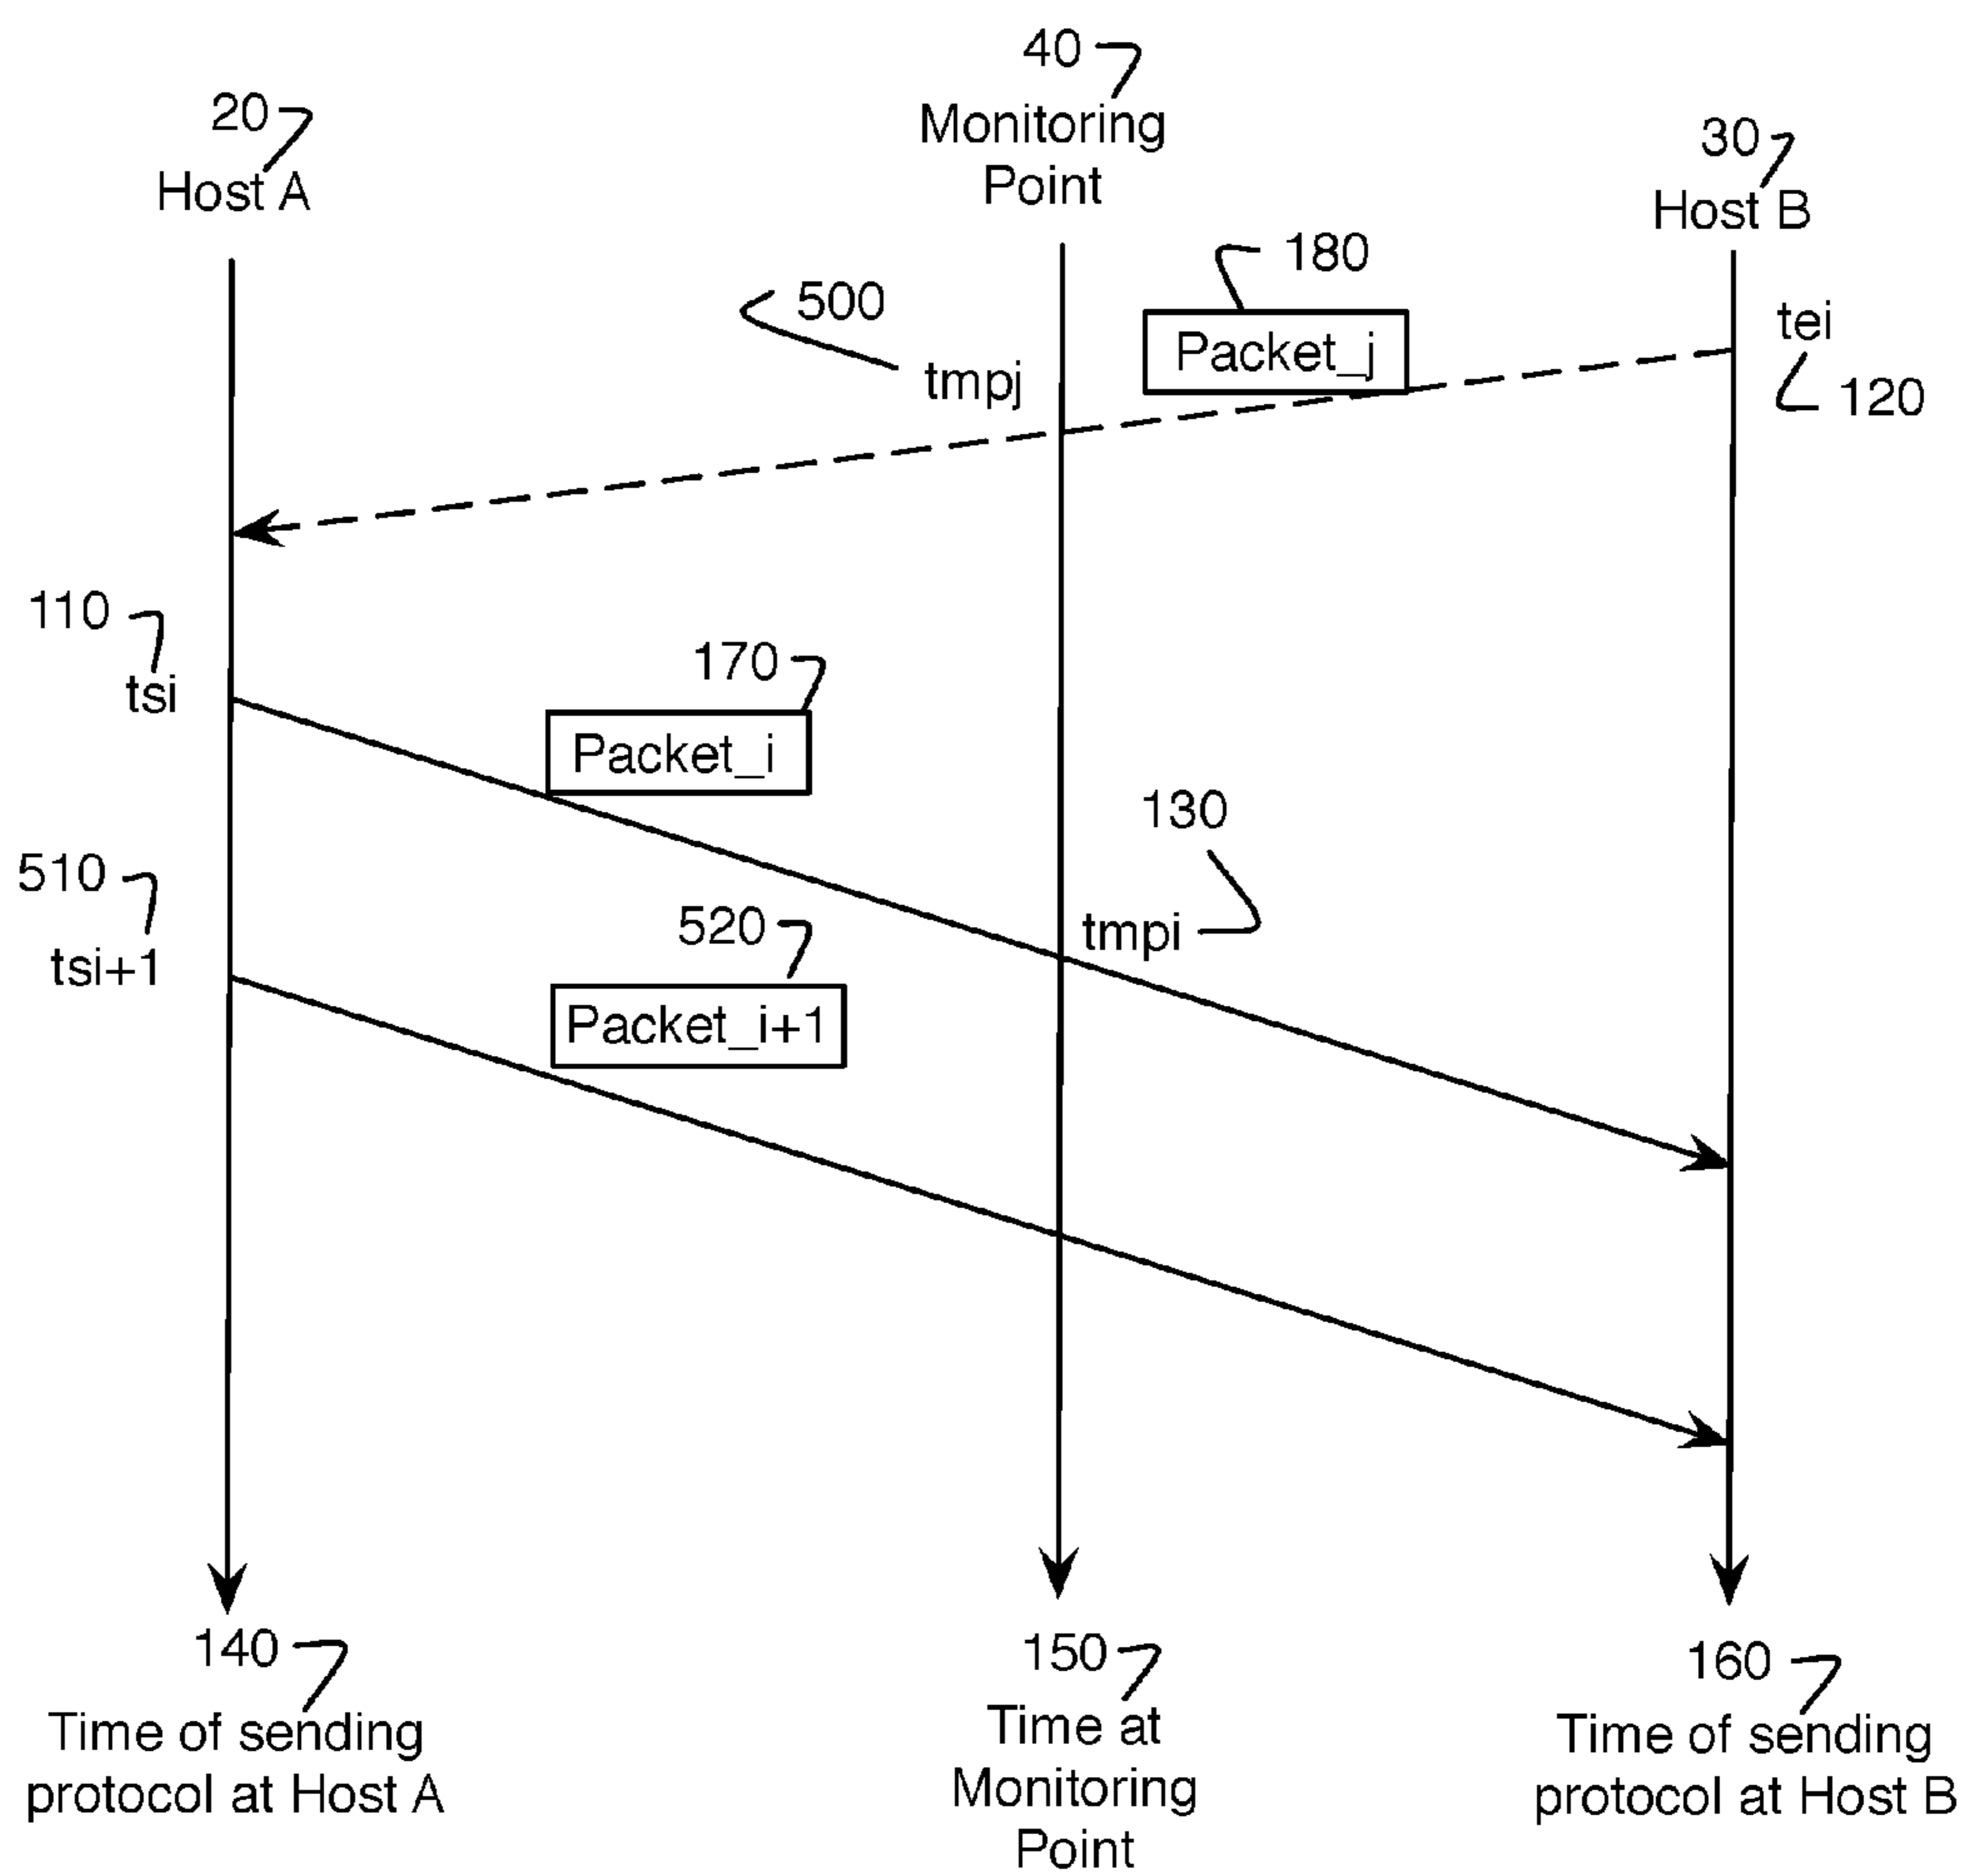 40
Monitoring
Point
20
Host A
30
Host B
180
500
Packet_j
tmpj
tei
120
110
tsi
170
Packet_i
130
tmpi
510
tsi+1
520
Packet_i+1
140
Time of sending
protocol at Host A
150
Time at
Monitoring
Point
160
Time of sending
protocol at Host B